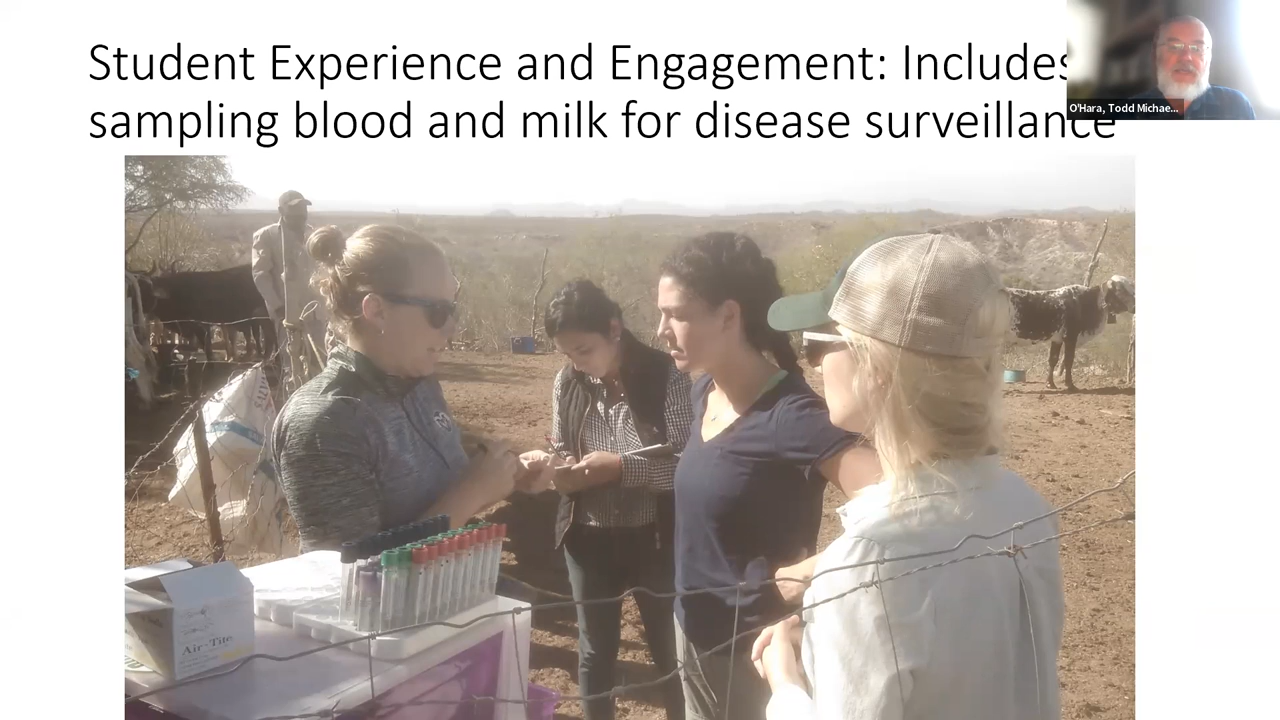 Student Experience and Engagement: Includes
sampling blood and milk for disease surveillance
O'Hara, Todd Michae...
Air-Tite